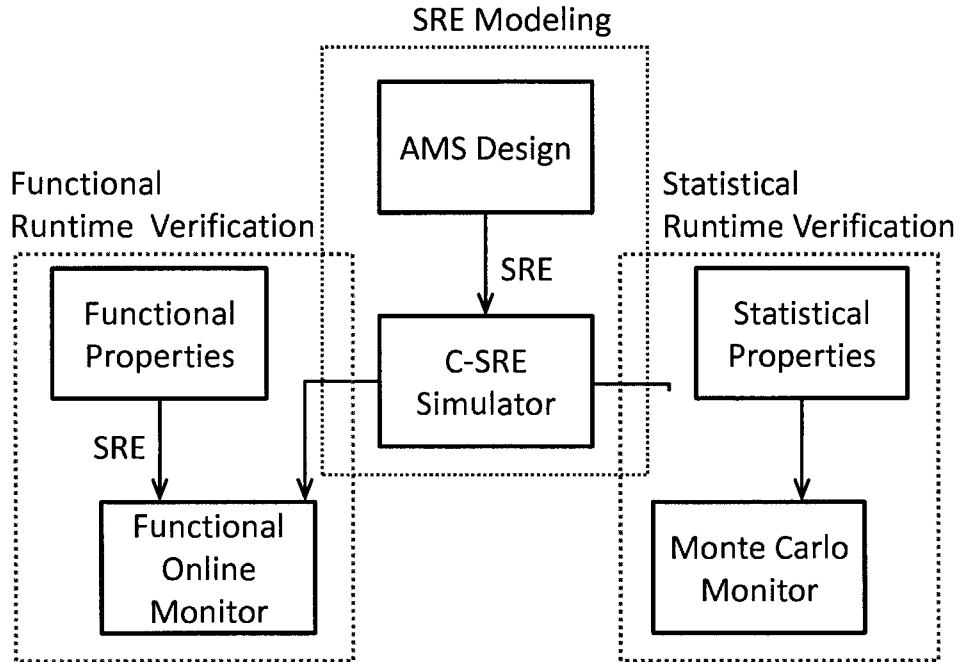 SRE Modeling
AMS Design
Functional
Runtime Verification
Statistical
Runtime Verification
SRE
Functional
Properties
C-SRE
Simulator
Statistical
Properties
SRE
Functional
Online
Monitor
Monte Carlo
Monitor